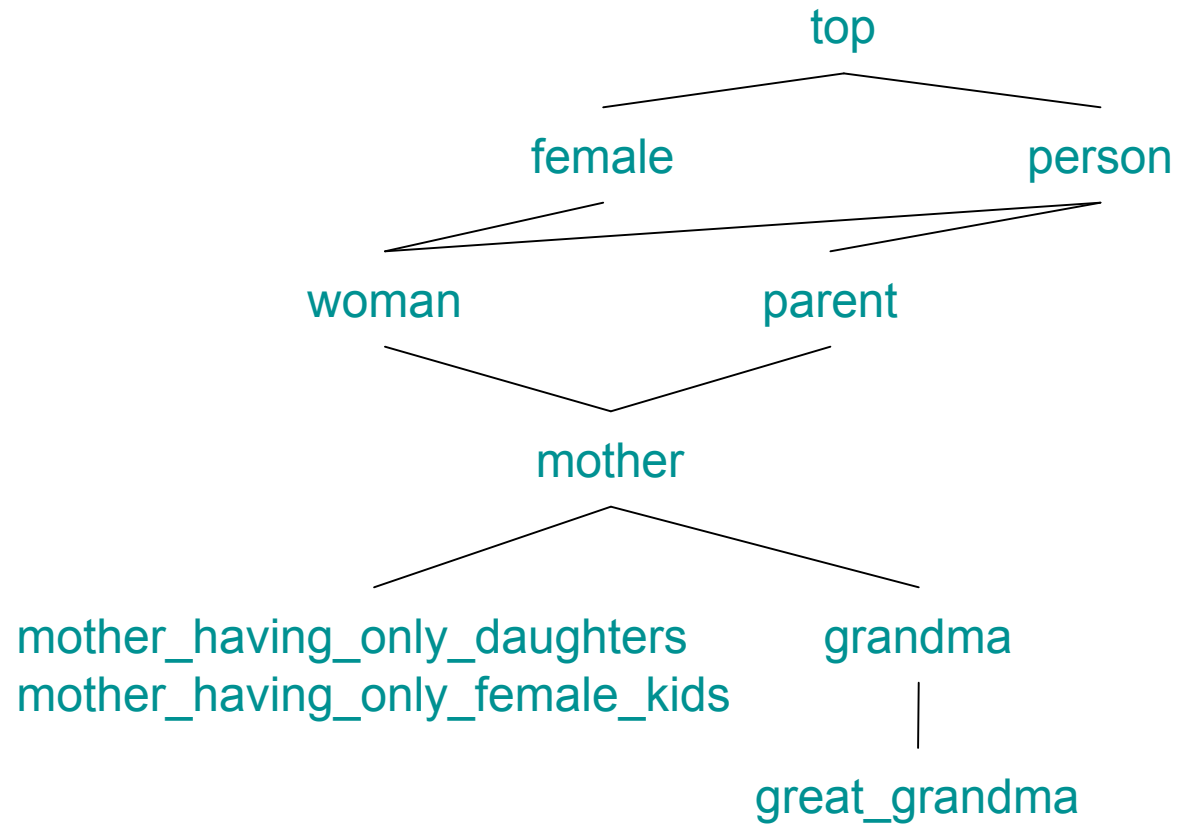 top
female person
woman parent
mother
mother_having_only_daughters grandma
mother_having_only_female_kids
great_grandma